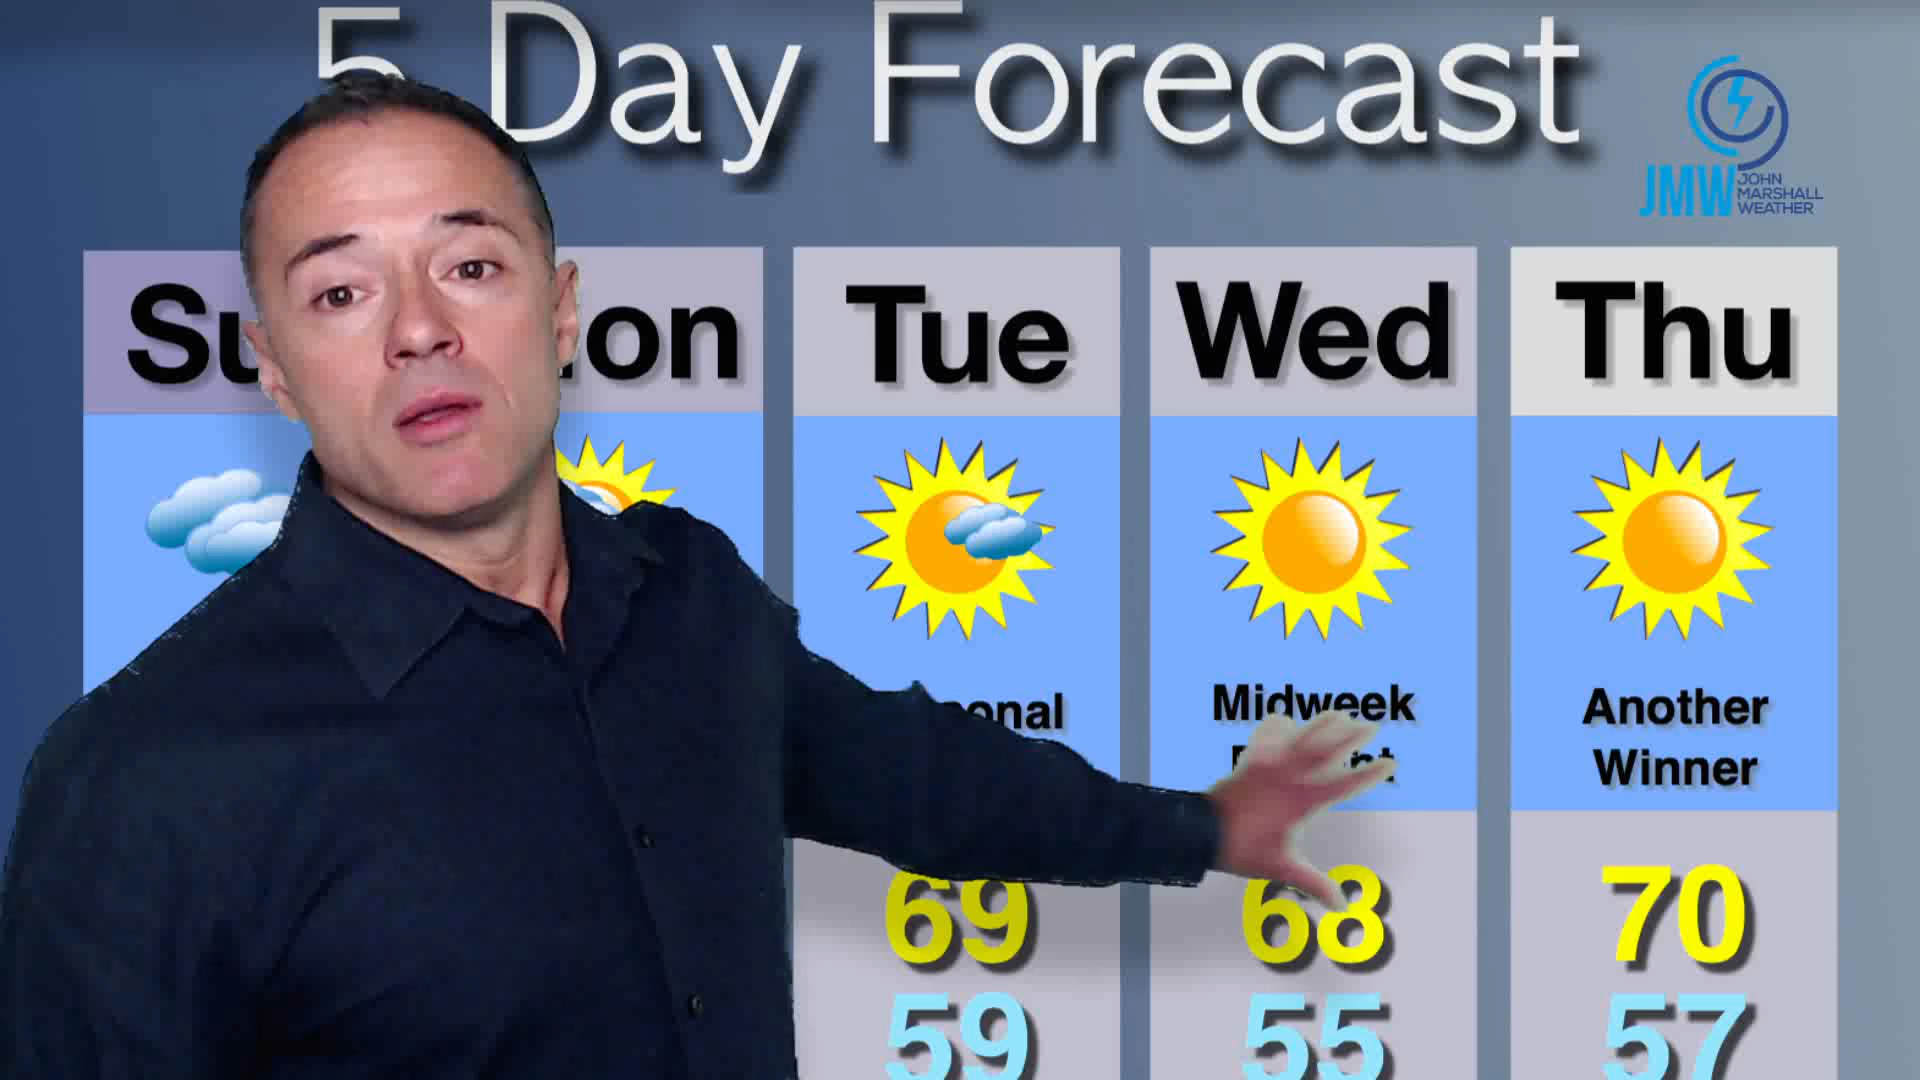 5 Day Forecast
JMW JOHN
MARSHALL
WEATHER
Tue
Wed
Thu
Midweek
Another
Winner
69
68
70
59
55
57